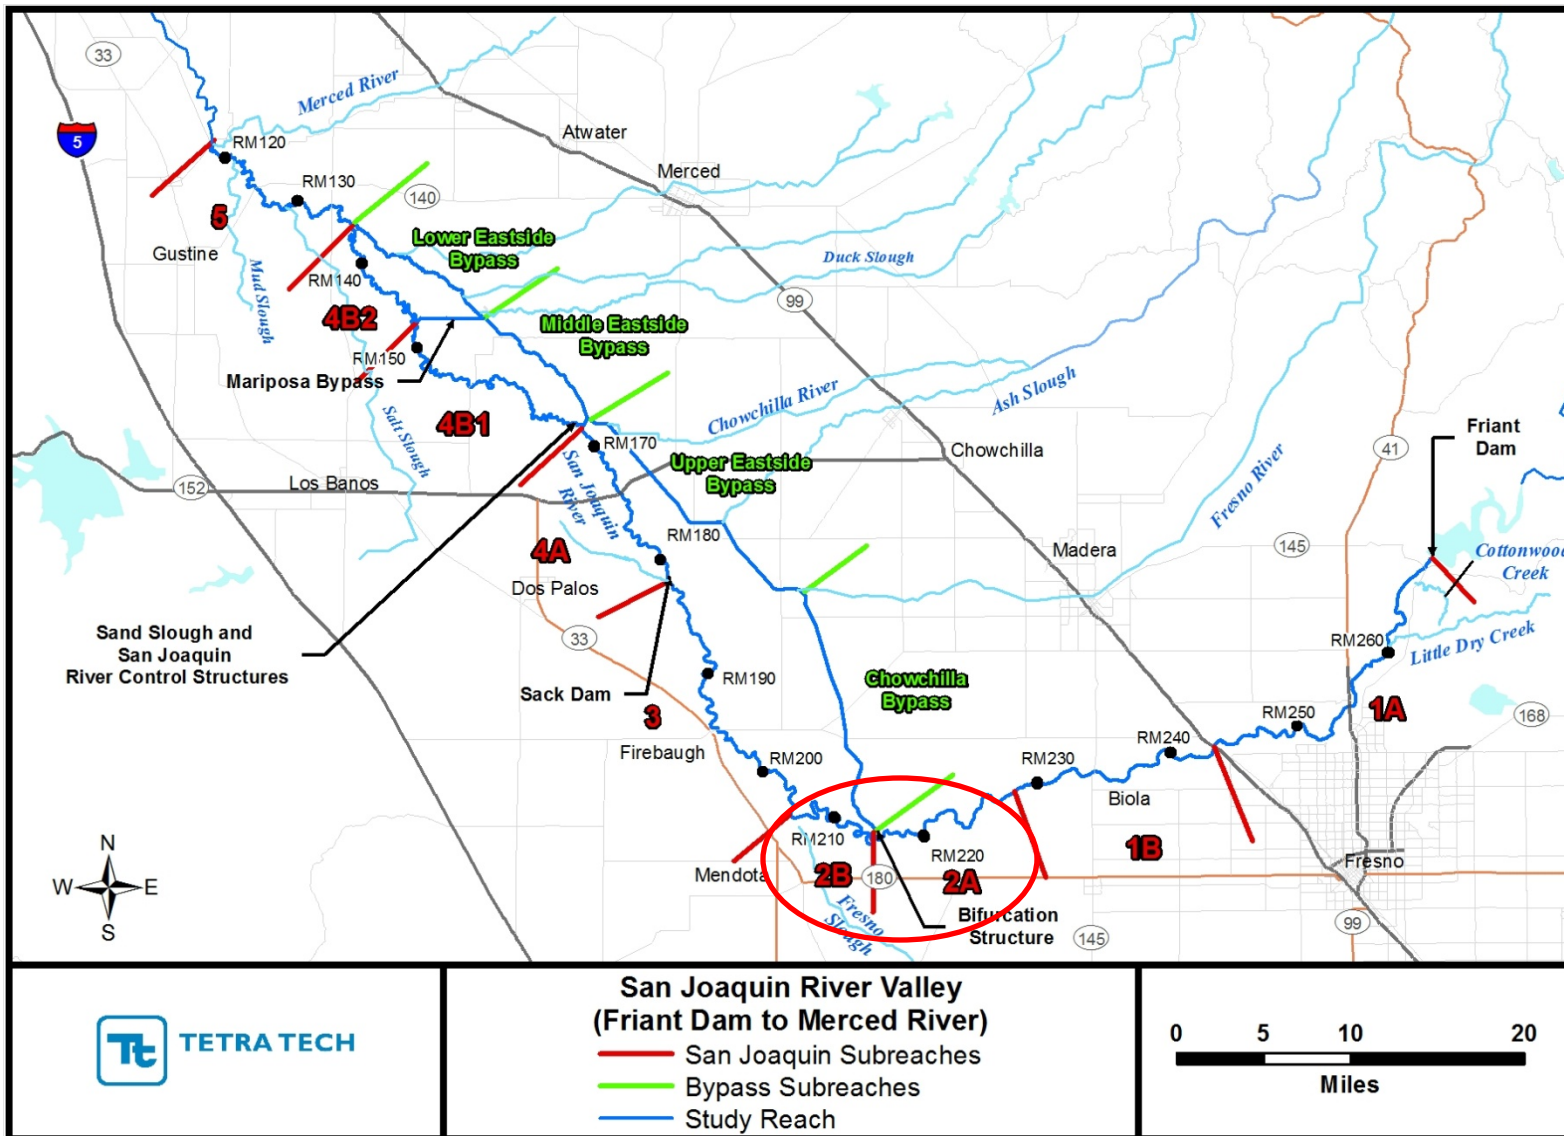 33
Merced River
5
Atwater
RM120
Merced
RM130
140
5
Lower Eastside
Bypass
Gustine
Duck Slough
Mud Slough
RM140
99
4B2
Middle Eastside
Bypass
RM150
Mariposa Bypass
Ash Slough
Chowchilla River
4B1
Salt Slough
Friant
Dam
RM170
41
Chowchilla
San Joaquin
River
Upper Eastside
Bypass
152
Los Banos
Fresno River
RM180
4A
Madera
145
Cottonwood
Creek
Dos Palos
33
Sand Slough and
San Joaquin
River Control Structures
RM260
Little Dry Creek
RM190
Sack Dam
Chowchilla
Bypass
3
1A
RM250
168
Firebaugh
RM240
RM200
RM230
Biola
RM210
RM220
1B
N
W E
S
Mendota
2B
180
2A
Fresno
Fresno
Slough
Bifurcation
Structure
145
99
TETRA TECH
Tt
San Joaquin River Valley
(Friant Dam to Merced River)
San Joaquin Subreaches
Bypass Subreaches
Study Reach
0 5 10 20
Miles